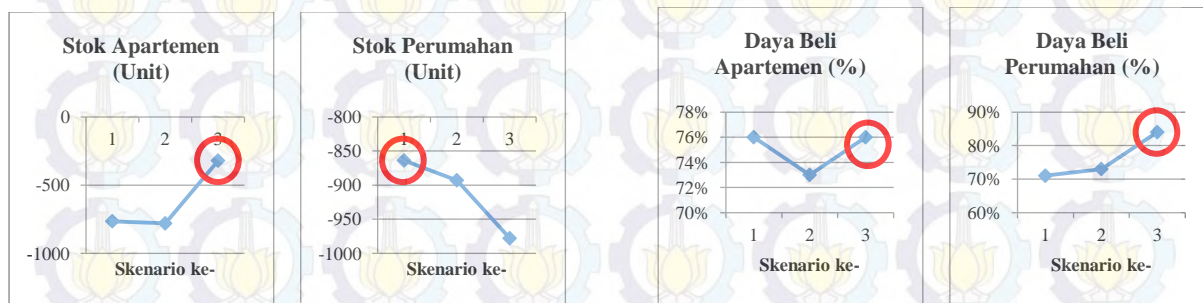 Stok Apartemen
(Unit)
0
1 2 3
-500
-1000
Skenario ke-
Stok Perumahan
(Unit)
-800
1 2 3
-850
-900
-950
-1000
Skenario ke-
Daya Beli
Apartemen (%)
78%
76%
74%
72%
70%
1 2 3
Skenario ke-
Daya Beli
Perumahan (%)
90%
80%
70%
60%
1 2 3
Skenario ke-